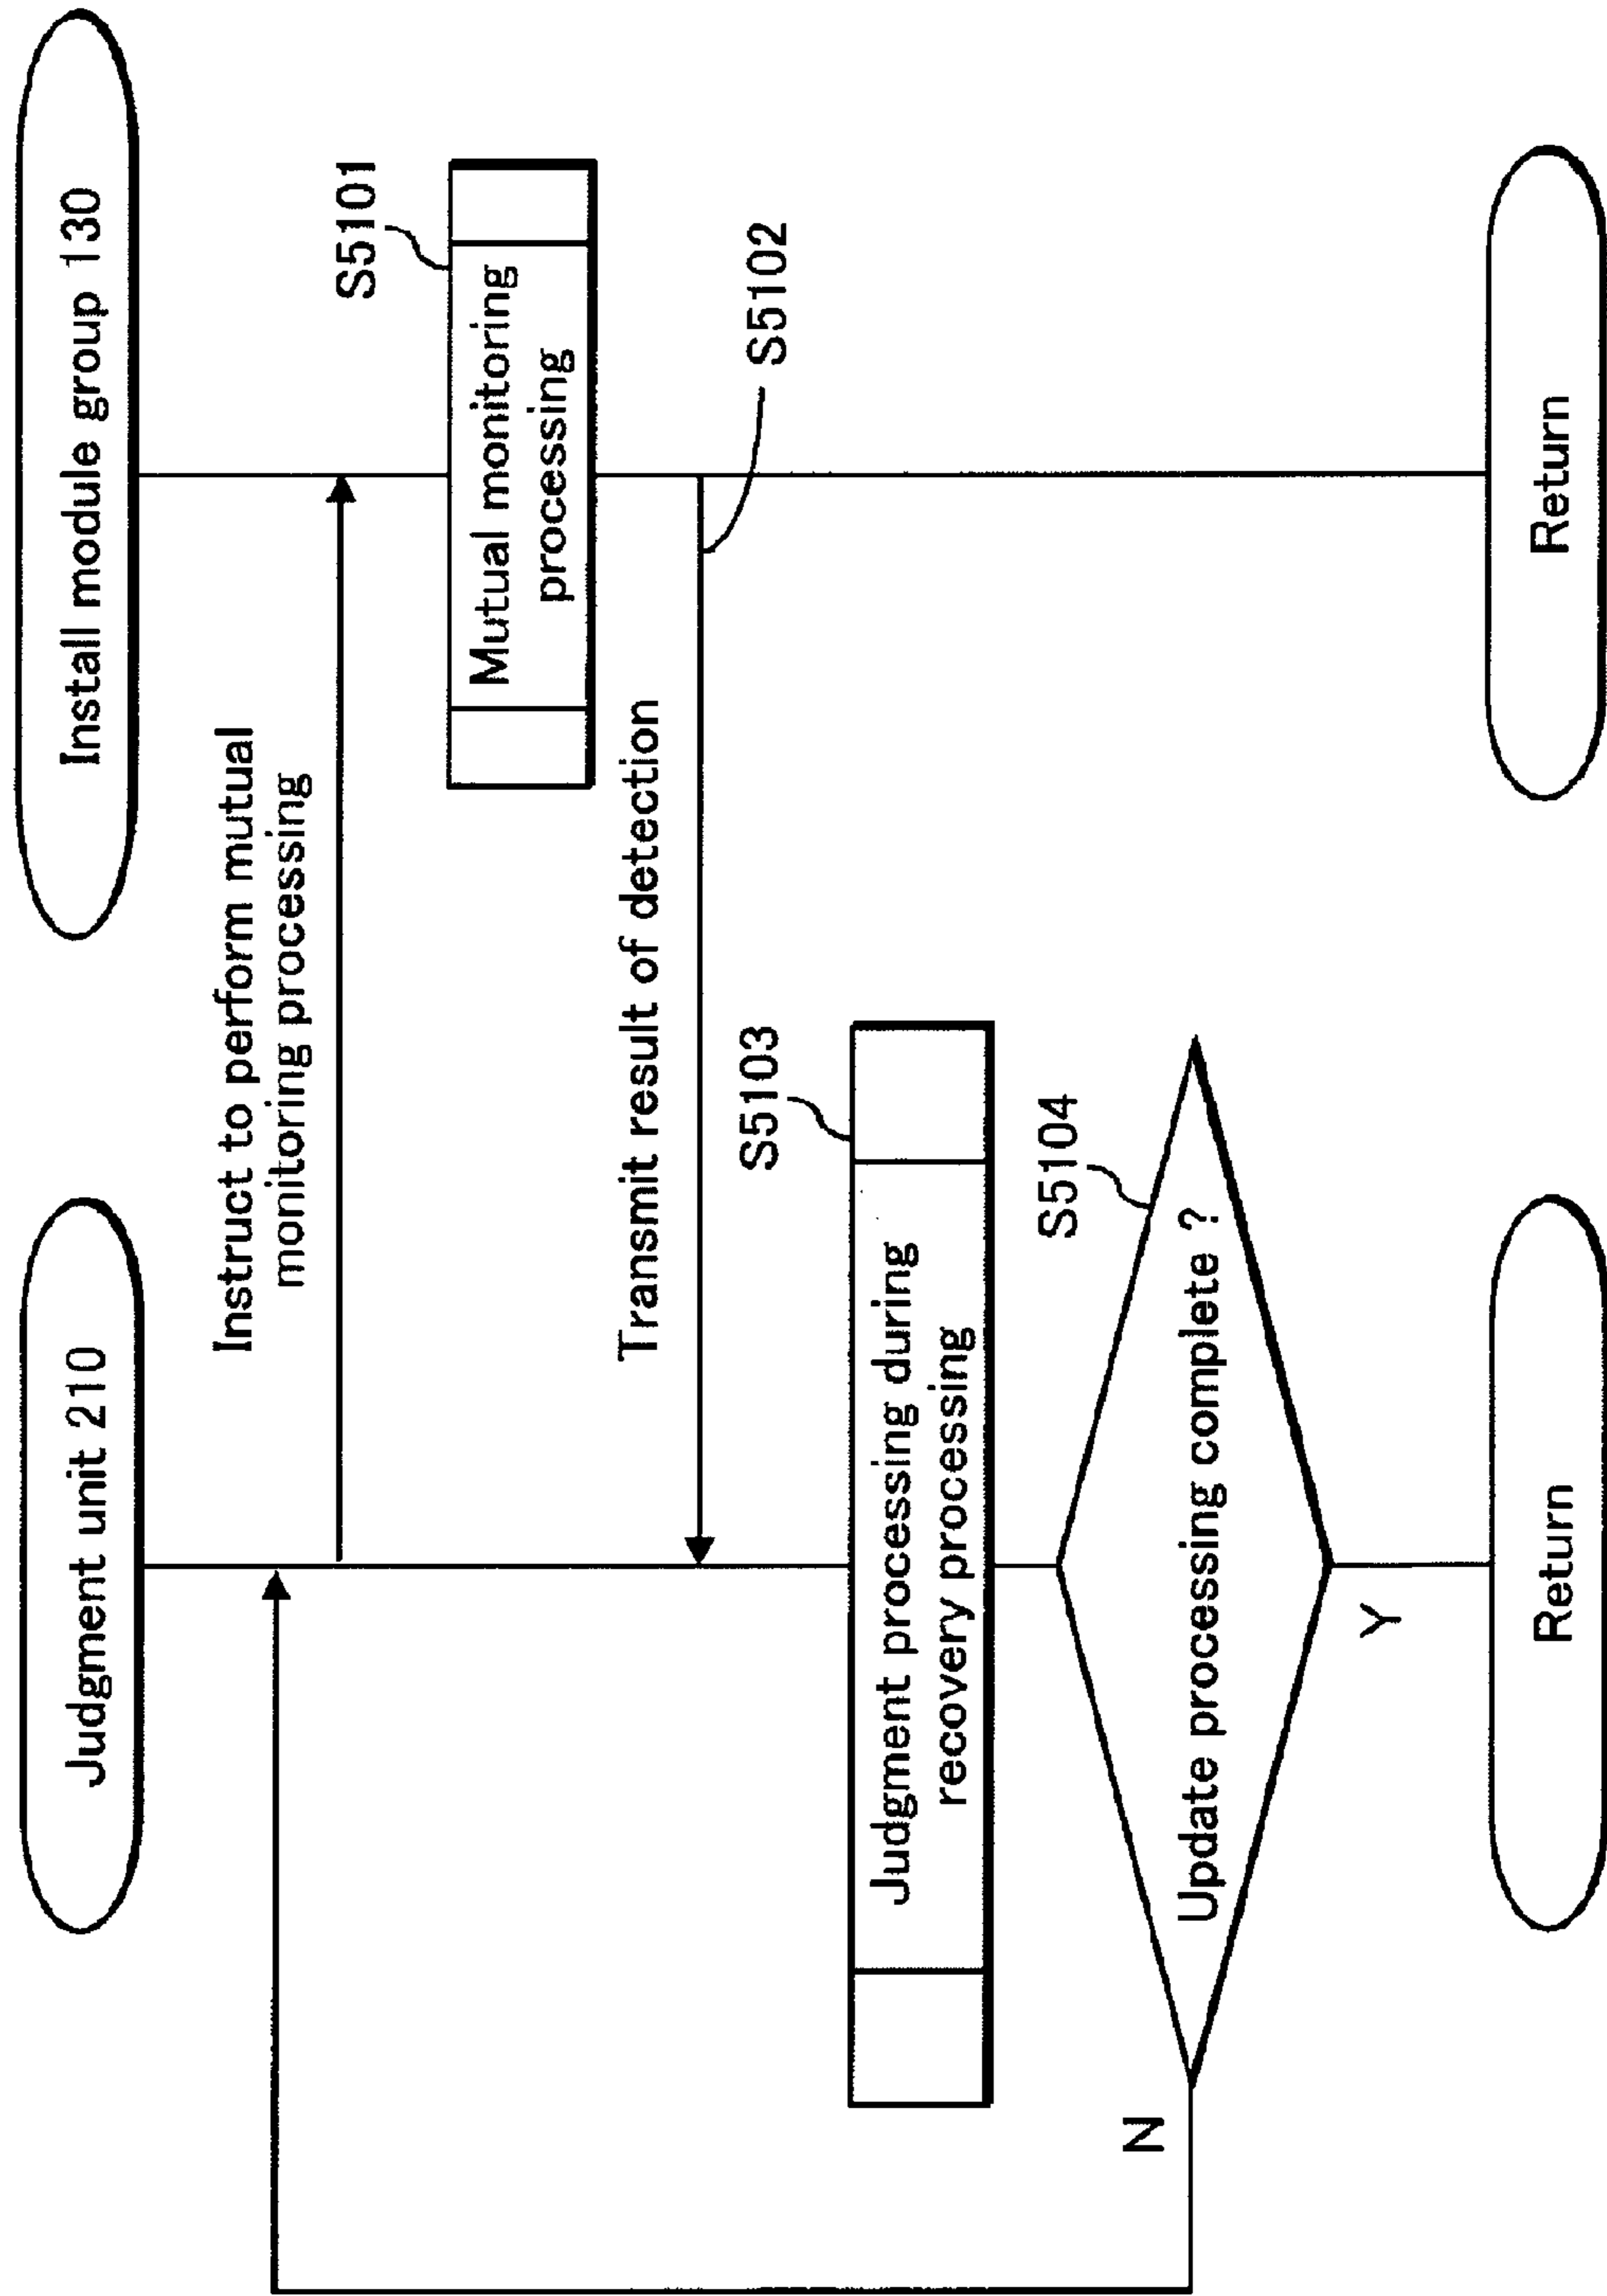 Judgment unit 210
Install module group 130
Instruct to perform mutual
monitoring processing
S5101
Mutual monitoring
processing
Transmit result of detection
S5102
S5103
Judgment processing during
recovery processing
S5104
Update processing complete ?
N
Y
Return
Return